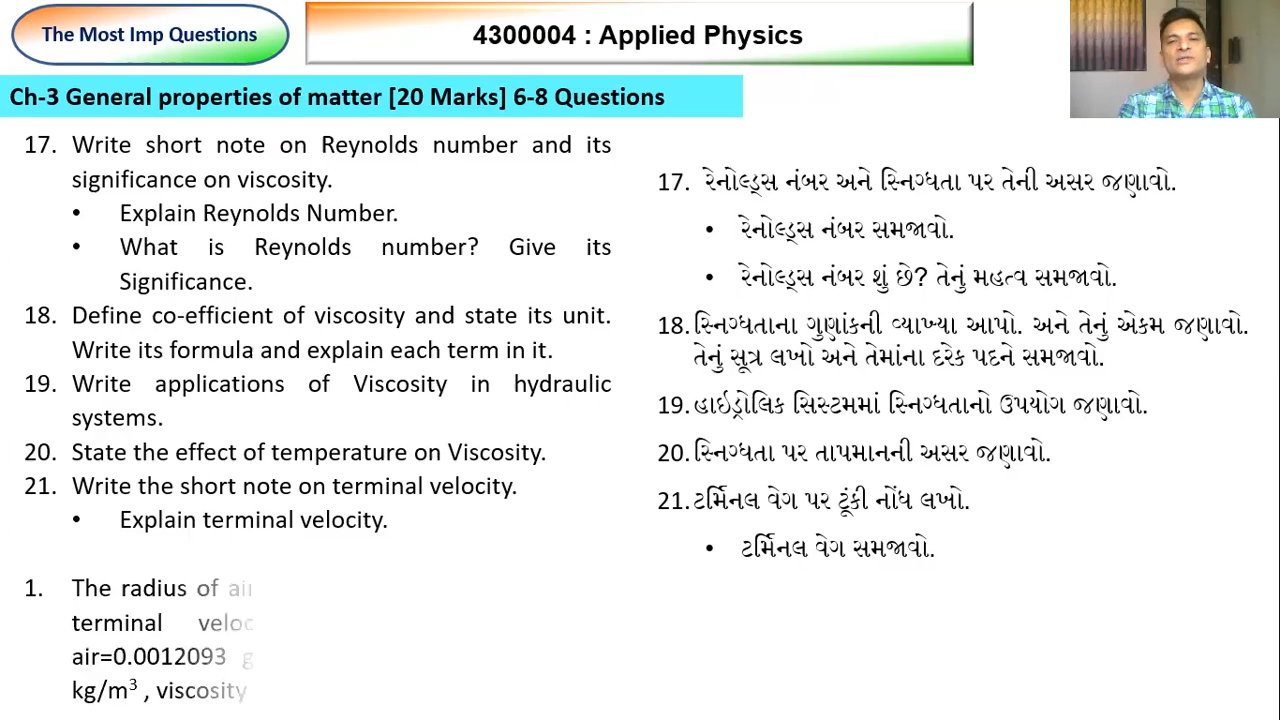 The Most Imp Questions
4300004 : Applied Physics
Ch-3 General properties of matter [20 Marks] 6-8 Questions
17. Write short note on Reynolds number and its
significance on viscosity.
• Explain Reynolds Number.
• What is Reynolds number? Give its
Significance.
18. Define co-efficient of viscosity and state its unit.
Write its formula and explain each term in it.
19. Write applications of Viscosity in hydraulic
systems.
20. State the effect of temperature on Viscosity.
21. Write the short note on terminal velocity.
• Explain terminal velocity.
1. The radius of air
terminal
air=0.0012093
kg/m³ , viscosity
17. રેનોલ્ડ્સ નંબર અને સ્નિગ્ધતા પર તેની અસર જણાવો.
• રેનોલ્ડ્સ નંબર સમજાવો.
• રેનોલ્ડ્સ નંબર શું છે? તેનું મહત્વ સમજાવો.
18. સ્નિગ્ધતાના ગુણાંકની વ્યાખ્યા આપો. અને તેનું એકમ જણાવો.
તેનું સૂત્ર લખો અને તેમાંના દરેક પદને સમજાવો.
19. હાઇડ્રોલિક સિસ્ટમમાં સ્નિગ્ધતાનો ઉપયોગ જણાવો.
20. સ્નિગ્ધતા પર તાપમાનની અસર જણાવો.
21. ટર્મિનલ વેગ પર ટૂંકી નોંધ લખો.
• ટર્મિનલ વેગ સમજાવો.